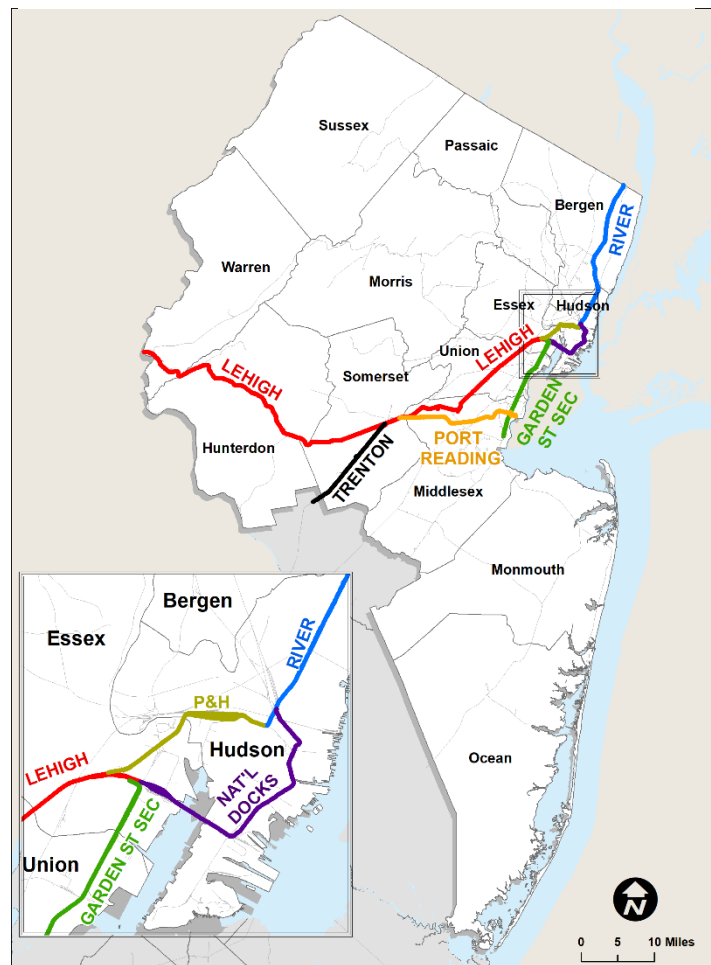 Sussex
Passaic
Bergen
RIVER
Warren
Morris
Essex
Hudson
LEHIGH
Union
Somerset
LEHIGH
GARDEN
ST SEC
PORT
READING
Hunterdon
TRENTON
Middlesex
Monmouth
Ocean
Bergen
Essex
RIVER
P&H
Hudson
LEHIGH
NAT'L
DOCKS
GARDEN ST SEC
Union
N
0 5 10 Miles